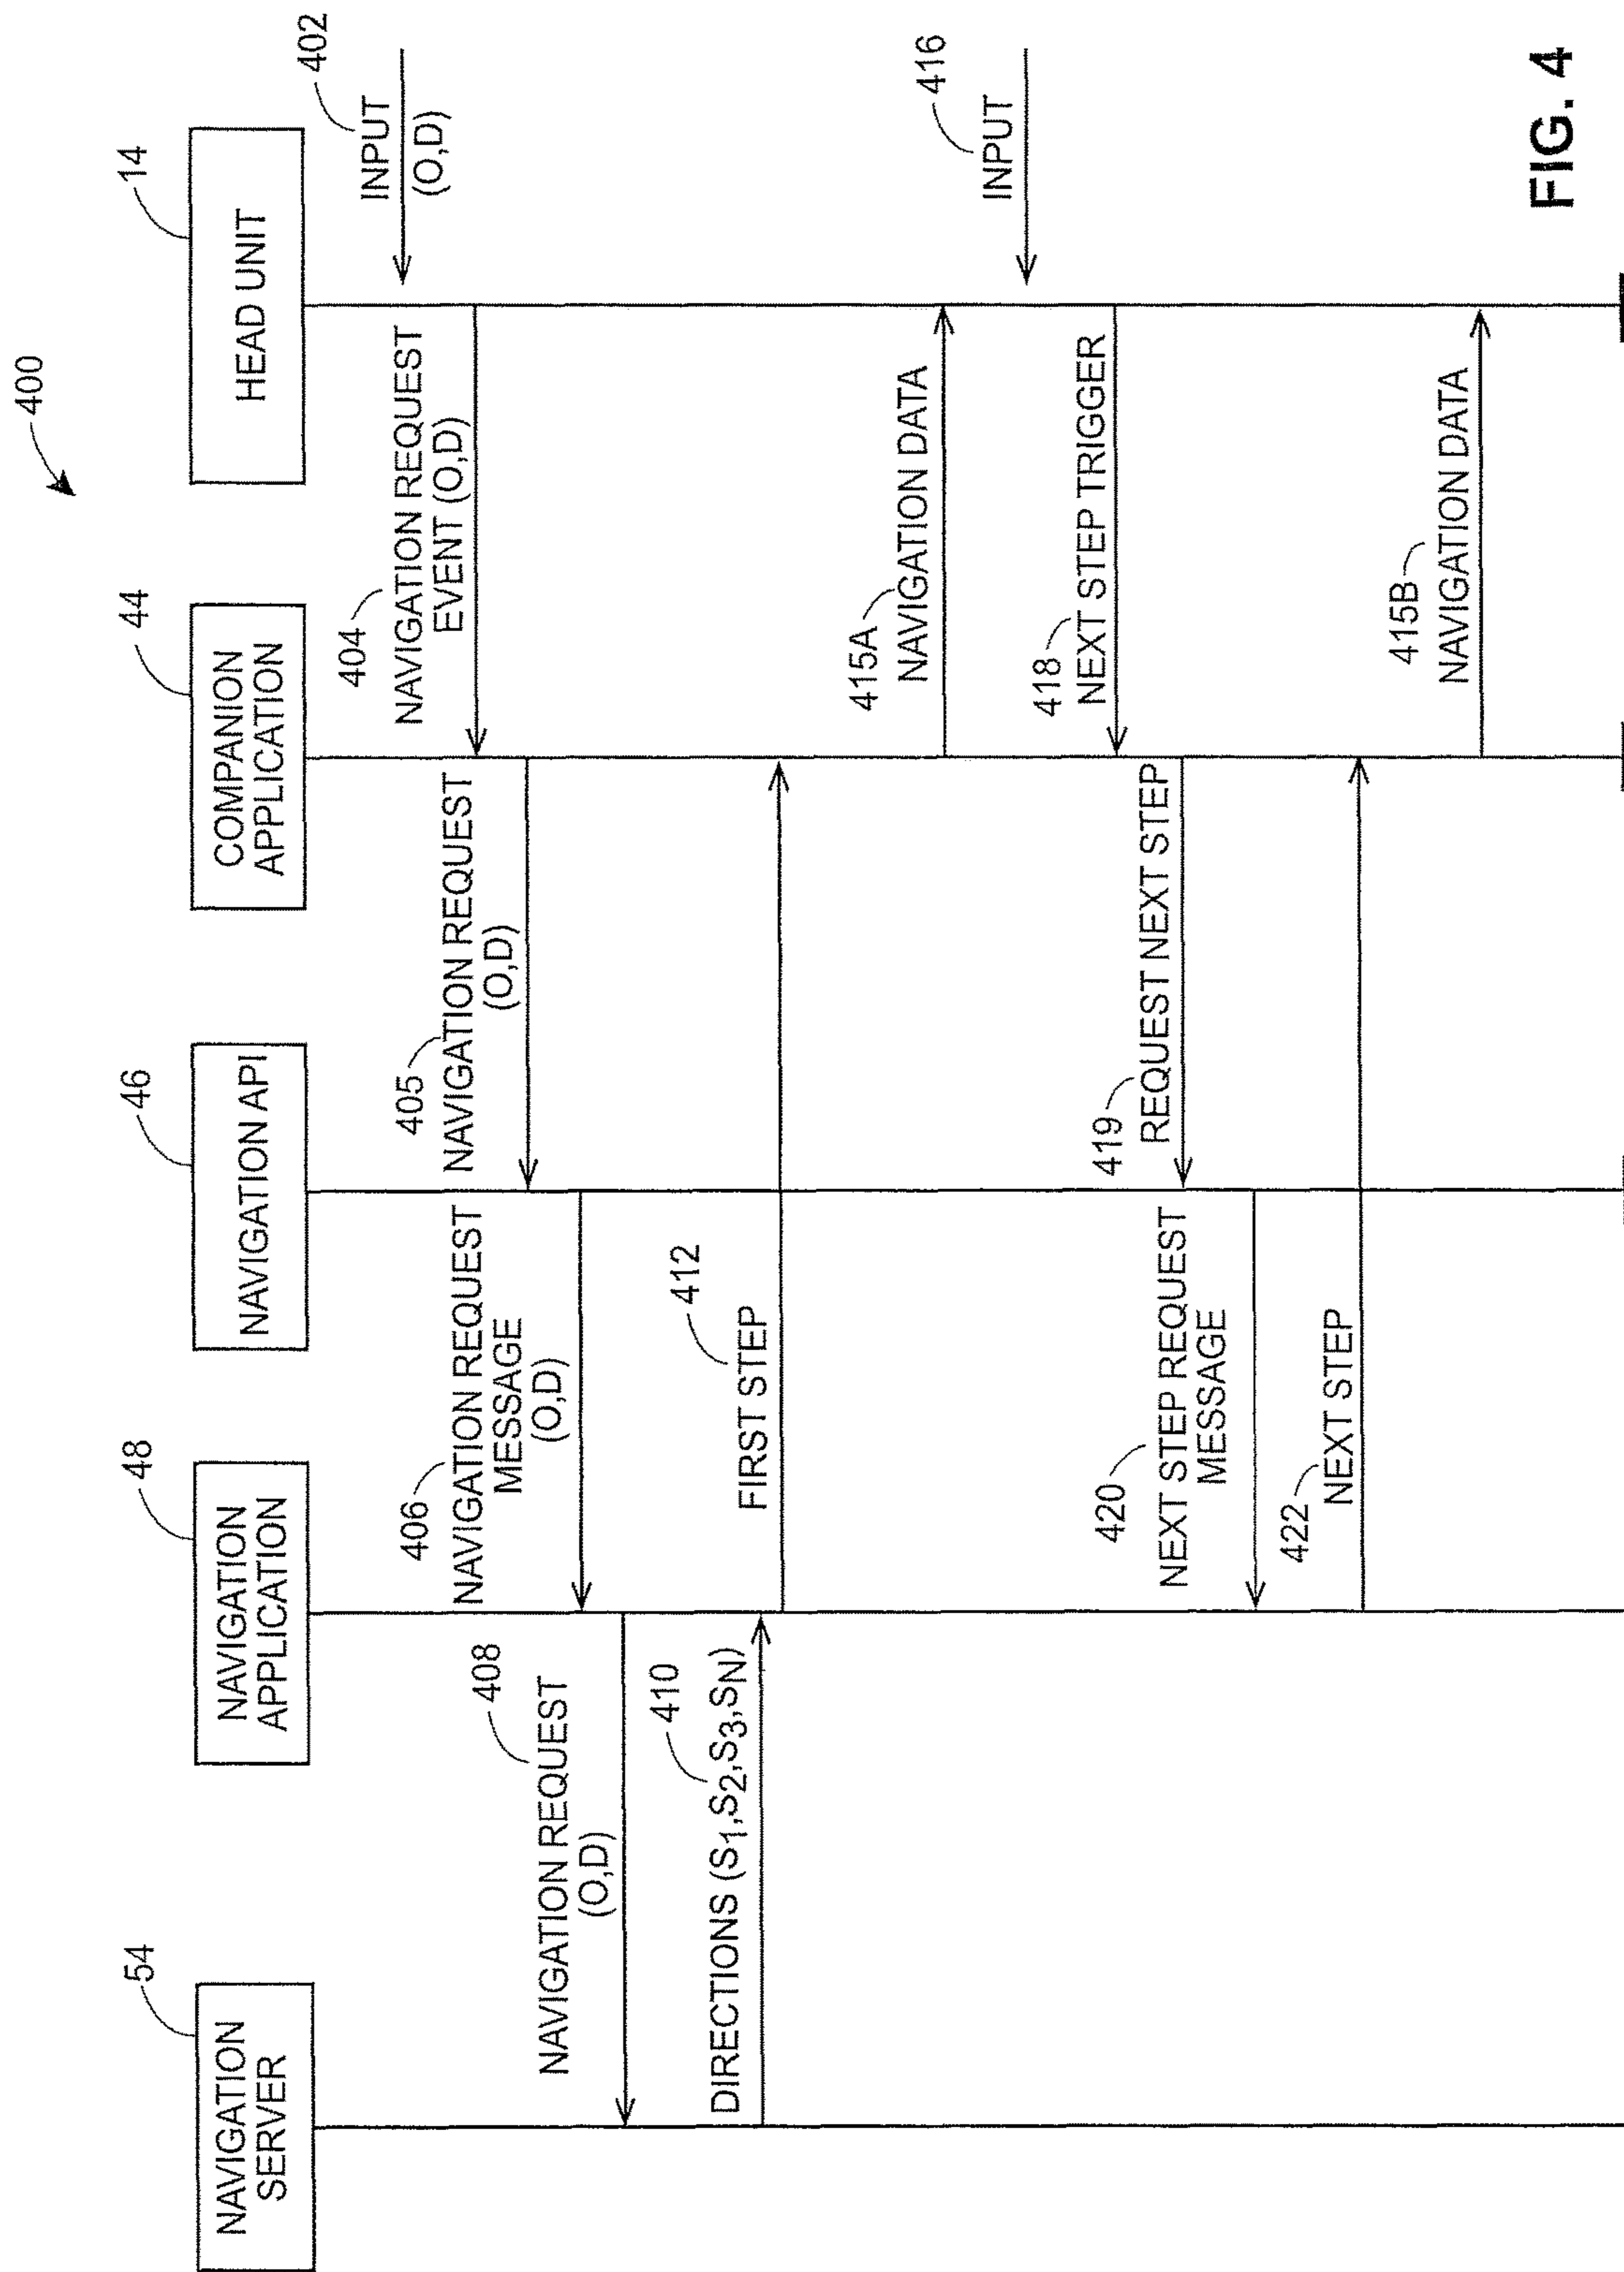 400
54
48
46
44
14
NAVIGATION
SERVER
NAVIGATION
APPLICATION
NAVIGATION API
COMPANION
APPLICATION
HEAD UNIT
402
INPUT
(O,D)
404
NAVIGATION REQUEST
EVENT (O,D)
405
NAVIGATION REQUEST
(O,D)
406
NAVIGATION REQUEST
MESSAGE
(O,D)
408
NAVIGATION REQUEST
(O,D)
410
DIRECTIONS (S1,S2,S3,SN)
412
FIRST STEP
415A
NAVIGATION DATA
416
INPUT
418
NEXT STEP TRIGGER
419
REQUEST NEXT STEP
420
NEXT STEP REQUEST
MESSAGE
422
NEXT STEP
415B
NAVIGATION DATA
FIG. 4